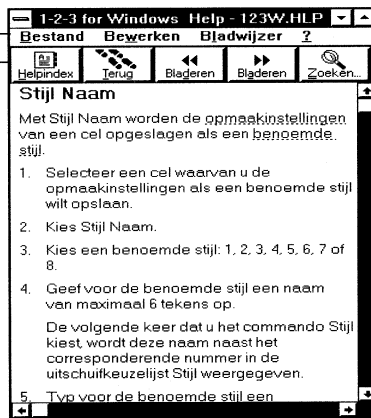 1-2-3 for Windows Help - 123W.HLP
Bestand Bewerken Bladwijzer ?
Helpindex Terug Bladeren Bladeren Zoeken...
Stijl Naam
Met Stijl Naam worden de opmaakinstellingen
van een cel opgeslagen als een benoemde
stijl.
1. Selecteer een cel waarvan u de
opmaakinstellingen als een benoemde stijl
wilt opslaan.
2. Kies Stijl Naam.
3. Kies een benoemde stijl: 1, 2, 3, 4, 5, 6, 7 of
8.
4. Geef voor de benoemde stijl een naam
van maximaal 6 tekens op.
De volgende keer dat u het commando Stijl
kiest, wordt deze naam naast het
corresponderende nummer in de
uitschuifkeuzelijst Stijl weergegeven.
5. Typ voor de benoemde stijl een